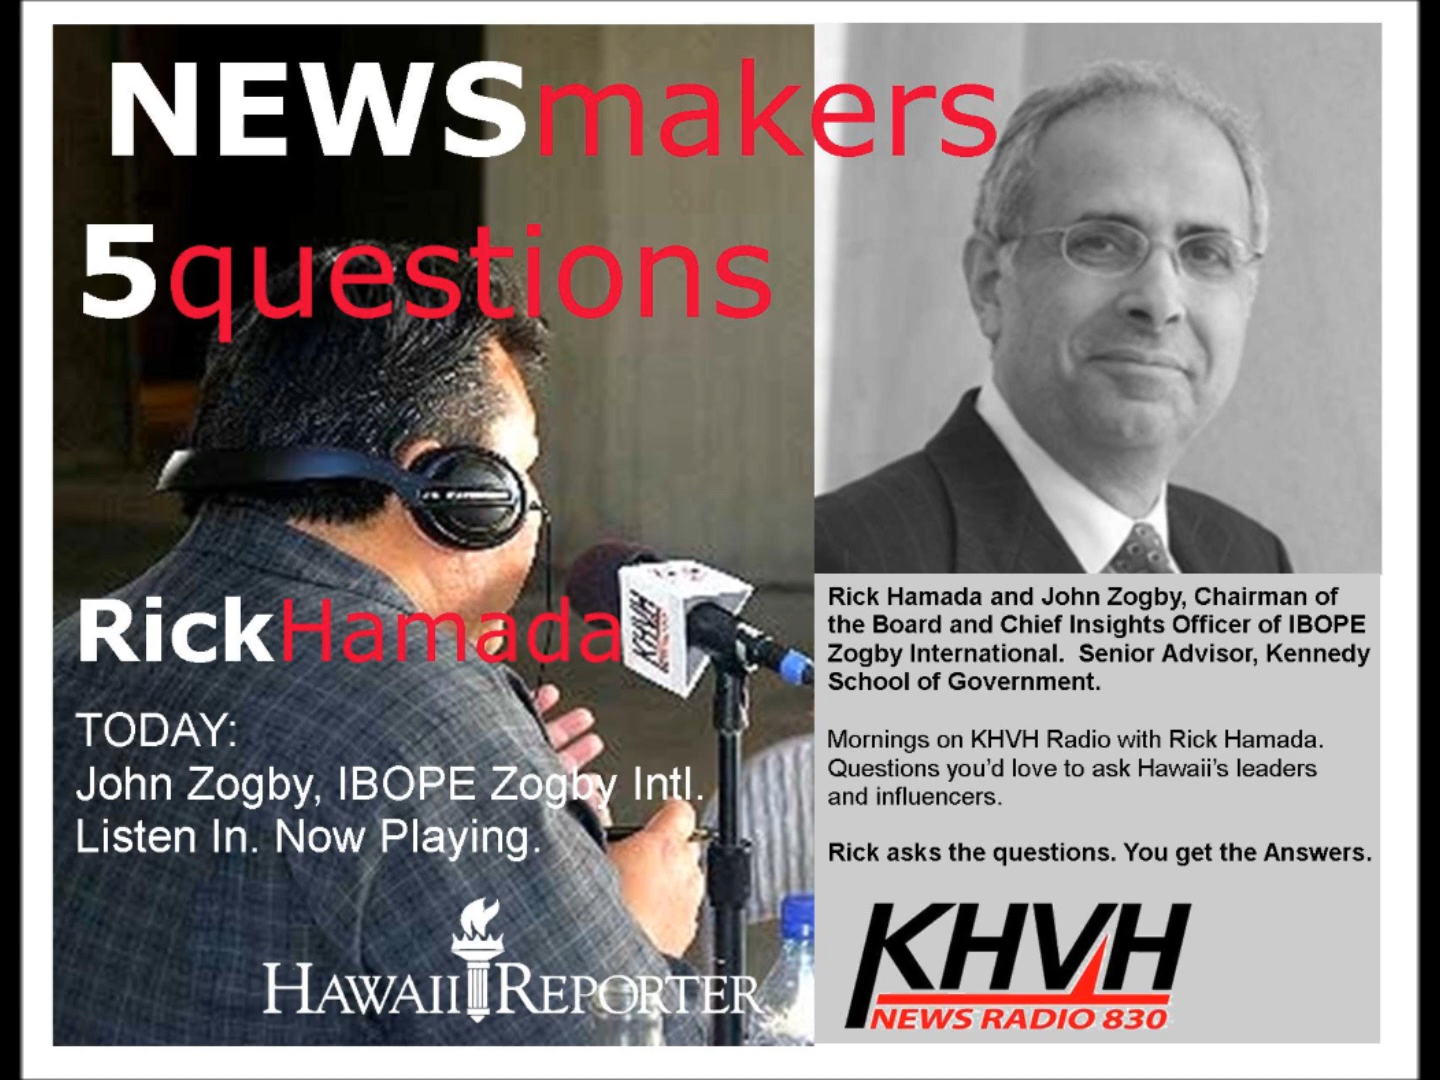 NEWSmakers
5questions
RickHamada
KHVH
TODAY:
John Zogby, IBOPE Zogby Intl.
Listen In. Now Playing.
HAWAII REPORTER
Rick Hamada and John Zogby, Chairman of
the Board and Chief Insights Officer of IBOPE
Zogby International.  Senior Advisor, Kennedy
School of Government.
Mornings on KHVH Radio with Rick Hamada.
Questions you'd love to ask Hawaii's leaders
and influencers.
Rick asks the questions. You get the Answers.
KHVH
NEWS RADIO 830